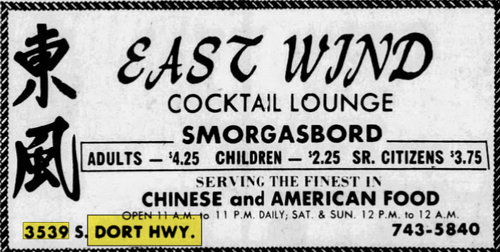 東風
EAST WIND
COCKTAIL LOUNGE
SMORGASBORD
ADULTS — $4.25 CHILDREN — $2.25 SR. CITIZENS $3.75
SERVING THE FINEST IN
CHINESE and AMERICAN FOOD
OPEN 11 A.M. to 11 P.M. DAILY; SAT. & SUN. 12 P.M. to 12 A.M.
3539 S. DORT HWY. 743-5840